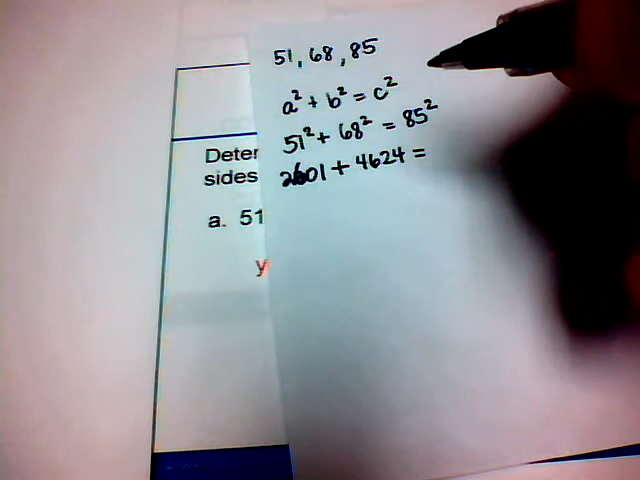 51, 68, 85
a² + b² = c²
51² + 68² = 85²
2601 + 4624 =
Deter
sides
a. 51
y